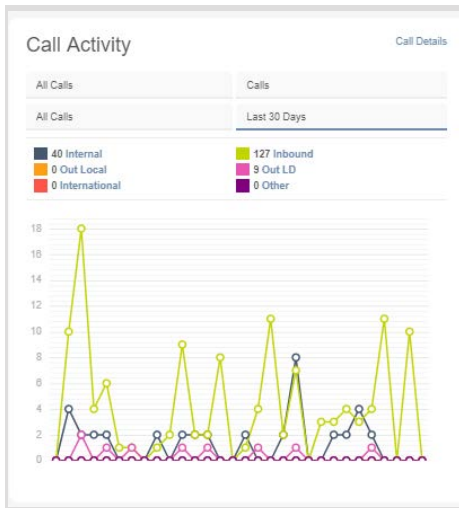 Call Activity
Call Details
All Calls
Calls
All Calls
Last 30 Days
40 Internal
127 Inbound
0 Out Local
9 Out LD
0 International
0 Other
18
16
14
12
10
8
6
4
2
0